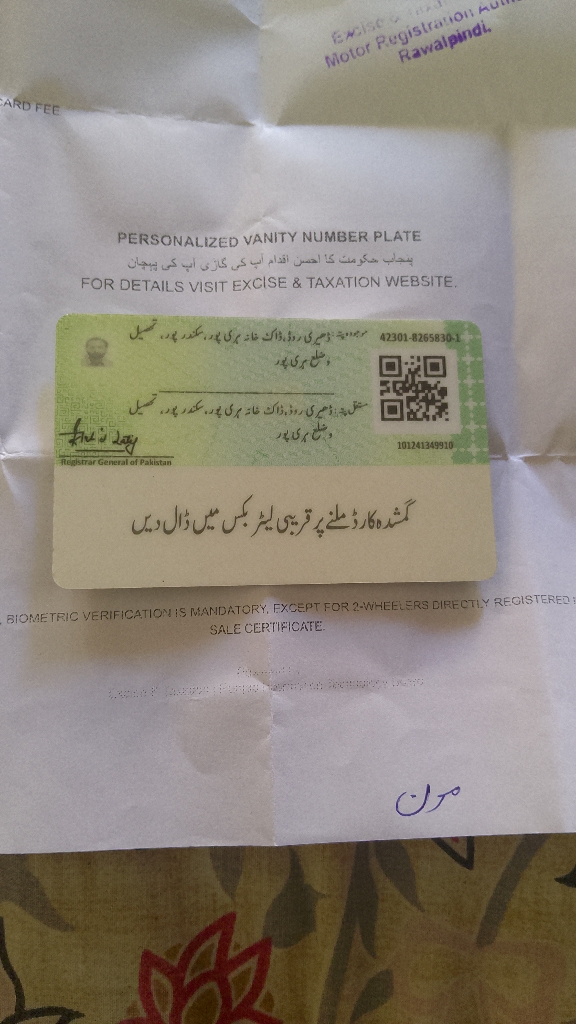 Motor Registration
Rawalpindi.
CARD FEE
PERSONALIZED VANITY NUMBER PLATE
پنجاب حکومت کا احسن اقدام آپ کی گاڑی آپ کی پہچان
FOR DETAILS VISIT EXCISE & TAXATION WEBSITE.
42301-8265830-1
موجودہ پتہ: ڈھیری روڈ، ڈاک خانہ ہری پور، سکندر پور، تحصیل
و ضلع ہری پور
مستقل پتہ: ڈھیری روڈ، ڈاک خانہ ہری پور، سکندر پور، تحصیل
و ضلع ہری پور
101241349910
Registrar General of Pakistan
گمشدہ کارڈ ملنے پر قریبی لیٹر بکس میں ڈال دیں
BIOMETRIC VERIFICATION IS MANDATORY, EXCEPT FOR 2-WHEELERS DIRECTLY REGISTERED
SALE CERTIFICATE.